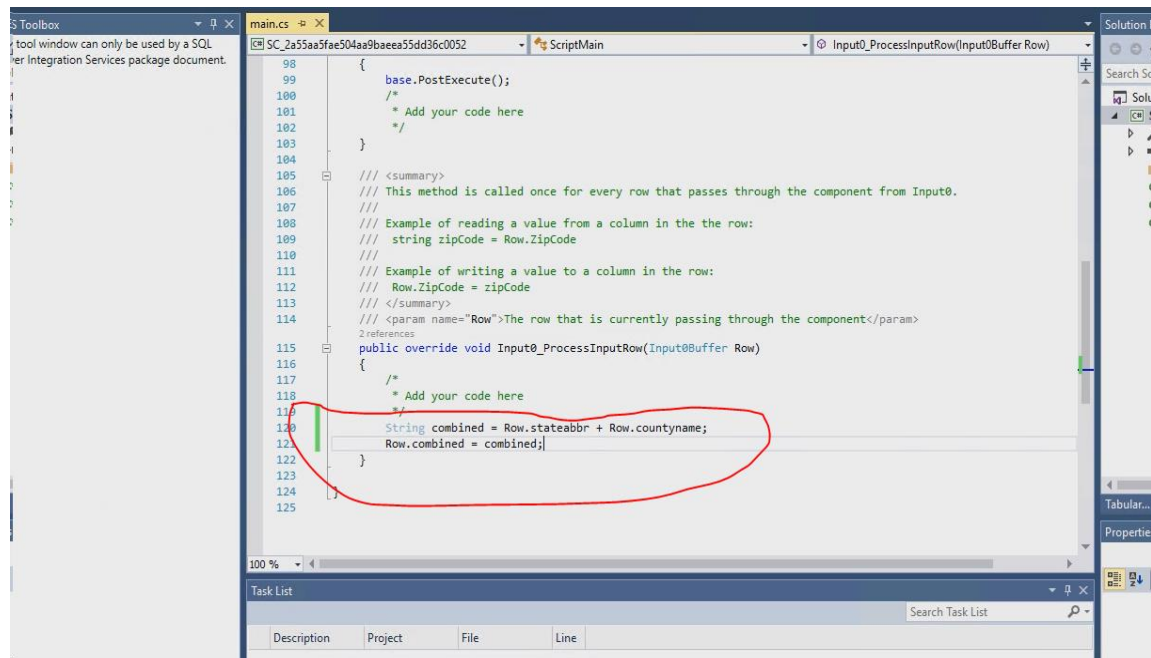 S Toolbox
tool window can only be used by a SQL
er Integration Services package document.
main.cs
SC_2a55aa5fae504aa9baeea55dd36c0052
ScriptMain
Input0_ProcessInputRow(Input0Buffer Row)
98 {
99 base.PostExecute();
100 /*
101 * Add your code here
102 */
103 }
104
105 /// <summary>
106 /// This method is called once for every row that passes through the component from Input0.
107 ///
108 /// Example of reading a value from a column in the the row:
109 /// string zipCode = Row.ZipCode
110 ///
111 /// Example of writing a value to a column in the row:
112 /// Row.ZipCode = zipCode
113 /// </summary>
114 /// <param name="Row">The row that is currently passing through the component</param>
2 references
115 public override void Input0_ProcessInputRow(Input0Buffer Row)
116 {
117 /*
118 * Add your code here
119 */
120 String combined = Row.stateabbr + Row.countyname;
121 Row.combined = combined;
122 }
123
124 }
125
100 %
Task List
Search Task List
Description Project File Line
Solution
Search So
Solu
C#
Tabular...
Propertie